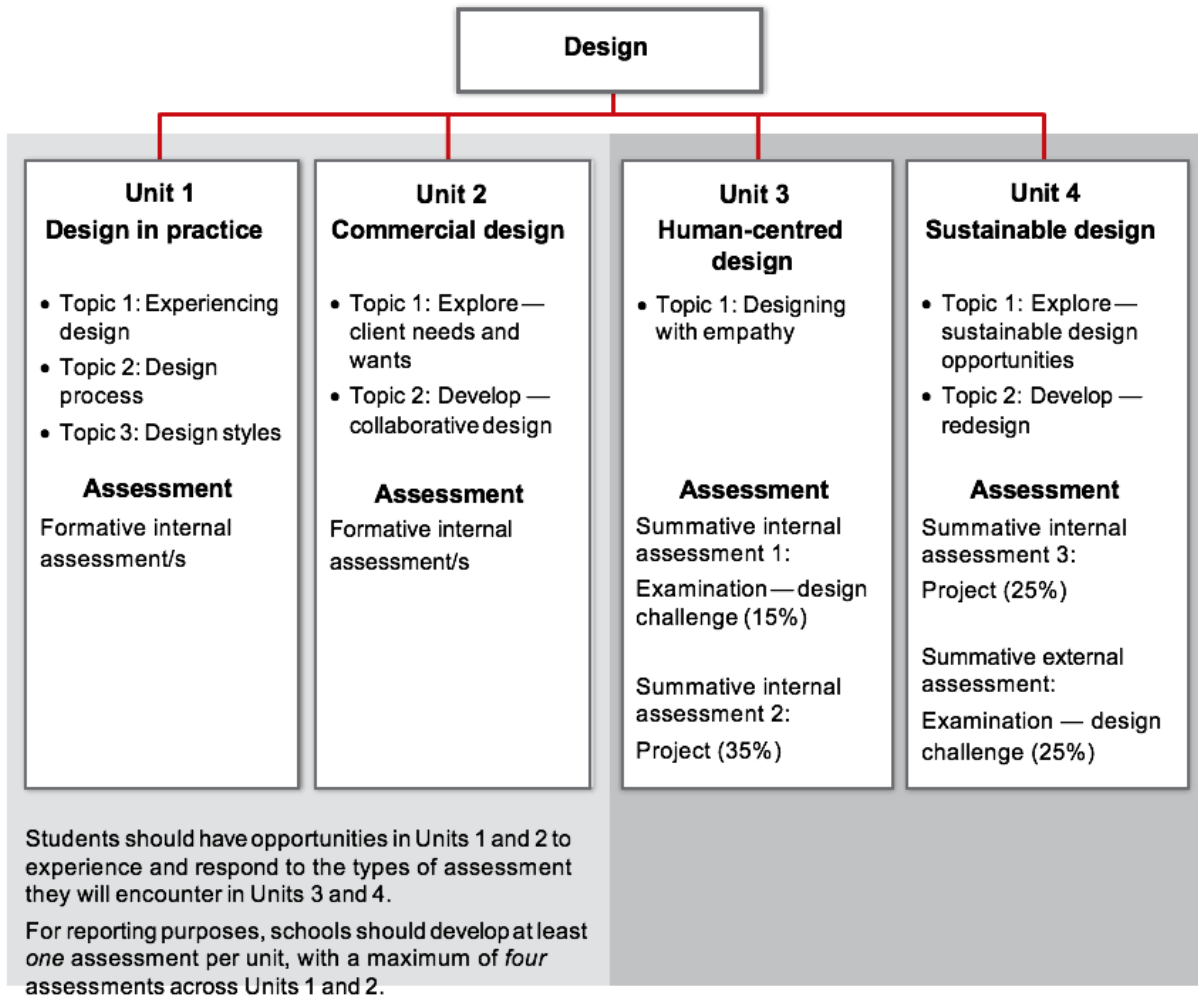 Design
Unit 1
Design in practice
• Topic 1: Experiencing
design
• Topic 2: Design
process
• Topic 3: Design styles
Assessment
Formative internal
assessment/s
Unit 2
Commercial design
• Topic 1: Explore —
client needs and
wants
• Topic 2: Develop —
collaborative design
Assessment
Formative internal
assessment/s
Unit 3
Human-centred
design
• Topic 1: Designing
with empathy
Assessment
Summative internal
assessment 1:
Examination — design
challenge (15%)
Summative internal
assessment 2:
Project (35%)
Unit 4
Sustainable design
• Topic 1: Explore —
sustainable design
opportunities
• Topic 2: Develop —
redesign
Assessment
Summative internal
assessment 3:
Project (25%)
Summative external
assessment:
Examination — design
challenge (25%)
Students should have opportunities in Units 1 and 2 to
experience and respond to the types of assessment
they will encounter in Units 3 and 4.
For reporting purposes, schools should develop at least
one assessment per unit, with a maximum of four
assessments across Units 1 and 2.